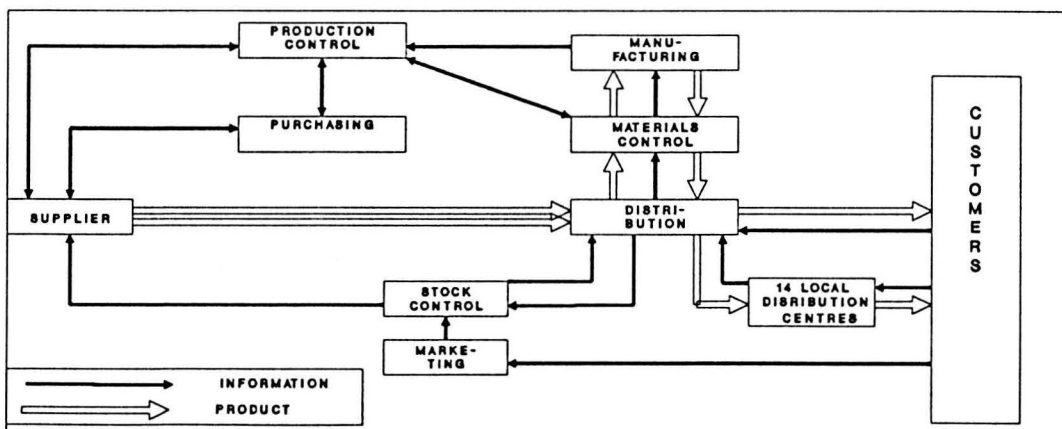 PRODUCTION
CONTROL
MANU-
FACTURING
PURCHASING
MATERIALS
CONTROL
CUSTOMERS
SUPPLIER
DISTRI-
BUTION
STOCK
CONTROL
14 LOCAL
DISRIBUTION
CENTRES
MARKE-
TING
INFORMATION
PRODUCT